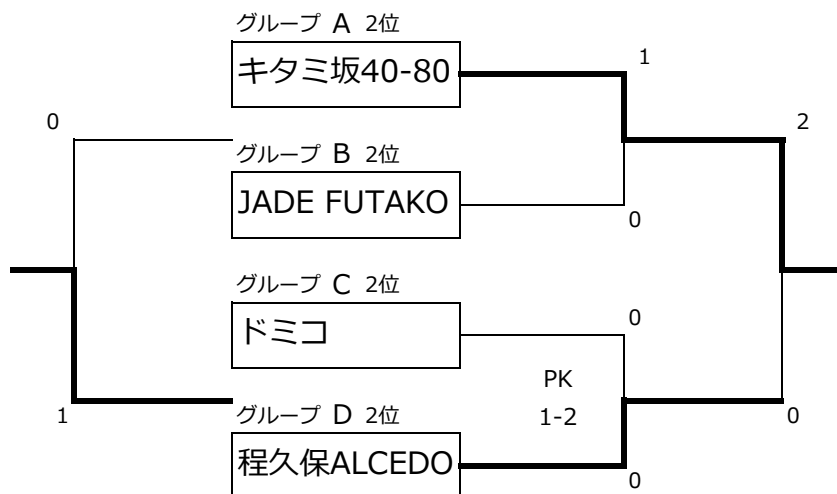 グループ A 2位
キタミ坂40-80
1
0
2
グループ B 2位
JADE FUTAKO
0
グループ C 2位
ドミコ
0
PK
1-2
1
グループ D 2位
0
程久保ALCEDO
0